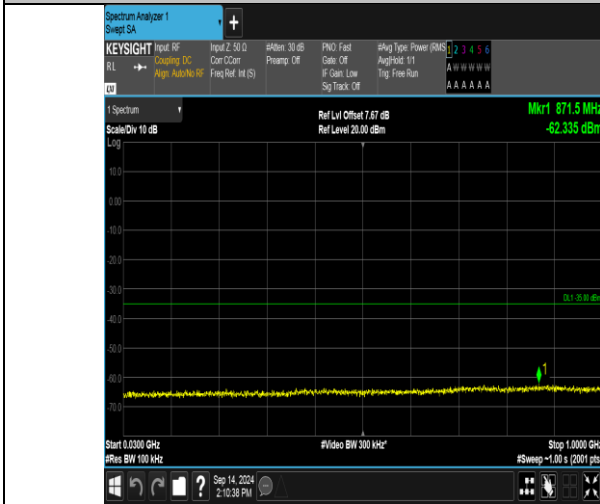 Spectrum Analyzer 1
Swept SA
+
KEYSIGHT
RL
LXI
Input: RF
Coupling: DC
Align: Auto/No RF
Input Z: 50 Ω
Corr CCorr
Freq Ref: Int (S)
#Atten: 30 dB
Preamp: Off
PNO: Fast
Gate: Off
IF Gain: Low
Sig Track: Off
#Avg Type: Power (RMS
Avg|Hold: 1/1
Trig: Free Run
1 2 3 4 5 6
A W W W W W
A A A A A A
1 Spectrum
Scale/Div 10 dB
Log
Ref Lvl Offset 7.67 dB
Ref Level 20.00 dBm
Mkr1 871.5 MHz
-62.335 dBm
10.0
0.00
-10.0
-20.0
-30.0
DL1 -35.00 dBm
-40.0
-50.0
1
-60.0
-70.0
Start 0.0300 GHz
#Res BW 100 kHz
#Video BW 300 kHz*
Stop 1.0000 GHz
#Sweep ~1.00 s (2001 pts
?
Sep 14, 2024
2:10:38 PM